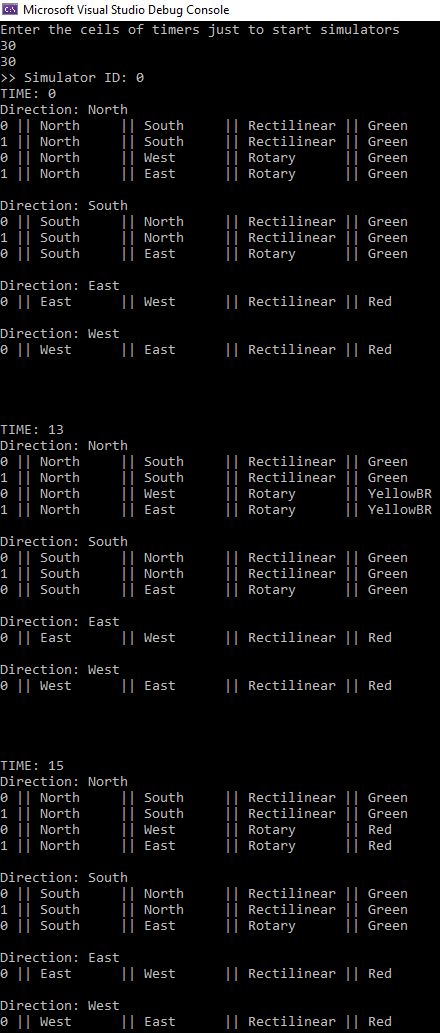 Microsoft Visual Studio Debug Console
Enter the ceils of timers just to start simulators
30
30
>> Simulator ID: 0
TIME: 0
Direction: North
0 || North || South || Rectilinear || Green
1 || North || South || Rectilinear || Green
0 || North || West || Rotary || Green
1 || North || East || Rotary || Green
Direction: South
0 || South || North || Rectilinear || Green
1 || South || North || Rectilinear || Green
0 || South || East || Rotary || Green
Direction: East
0 || East || West || Rectilinear || Red
Direction: West
0 || West || East || Rectilinear || Red
TIME: 13
Direction: North
0 || North || South || Rectilinear || Green
1 || North || South || Rectilinear || Green
0 || North || West || Rotary || YellowBR
1 || North || East || Rotary || YellowBR
Direction: South
0 || South || North || Rectilinear || Green
1 || South || North || Rectilinear || Green
0 || South || East || Rotary || Green
Direction: East
0 || East || West || Rectilinear || Red
Direction: West
0 || West || East || Rectilinear || Red
TIME: 15
Direction: North
0 || North || South || Rectilinear || Green
1 || North || South || Rectilinear || Green
0 || North || West || Rotary || Red
1 || North || East || Rotary || Red
Direction: South
0 || South || North || Rectilinear || Green
1 || South || North || Rectilinear || Green
0 || South || East || Rotary || Green
Direction: East
0 || East || West || Rectilinear || Red
Direction: West
0 || West || East || Rectilinear || Red